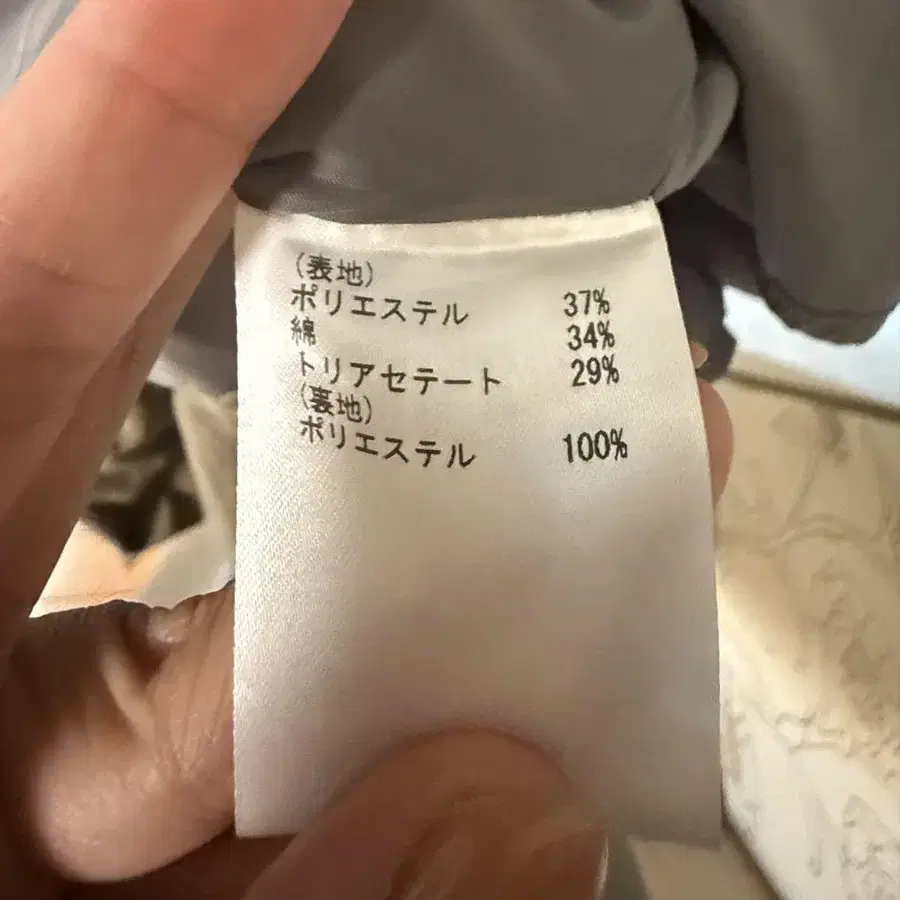 (表地)
ポリエステル 37%
綿 34%
トリアセテート 29%
(裏地)
ポリエステル 100%